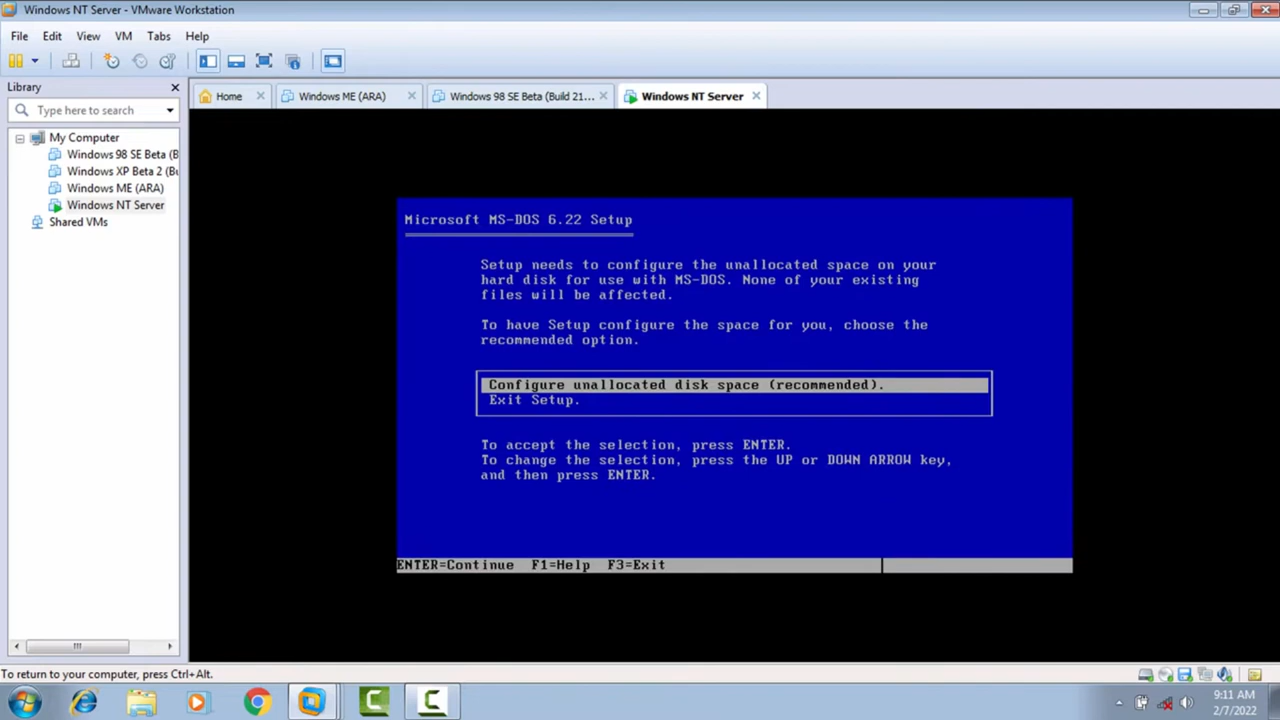 Windows NT Server - VMware Workstation
File Edit View VM Tabs Help
Library
Type here to search
My Computer
Windows 98 SE Beta (B
Windows XP Beta 2 (Bu
Windows ME (ARA)
Windows NT Server
Shared VMs
Home
Windows ME (ARA)
Windows 98 SE Beta (Build 21...
Windows NT Server
Microsoft MS-DOS 6.22 Setup
Setup needs to configure the unallocated space on your
hard disk for use with MS-DOS. None of your existing
files will be affected.
To have Setup configure the space for you, choose the
recommended option.
Configure unallocated disk space (recommended).
Exit Setup.
To accept the selection, press ENTER.
To change the selection, press the UP or DOWN ARROW key,
and then press ENTER.
ENTER=Continue F1=Help F3=Exit
To return to your computer, press Ctrl+Alt.
9:11 AM
2/7/2022